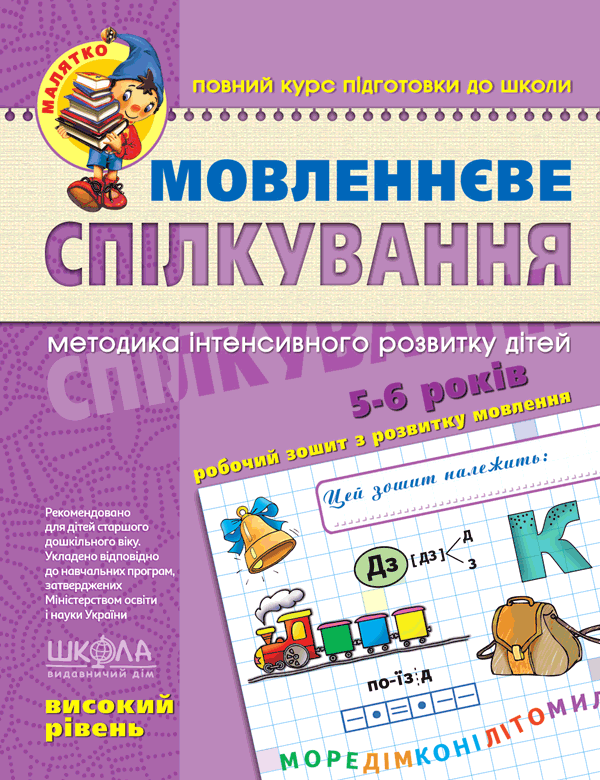 МАЛЯТКО
ПОВНИЙ КУРС ПІДГОТОВКИ ДО ШКОЛИ
МОВЛЕННЄВЕ
СПІЛКУВАННЯ
СПІЛКУВАННЯ
методика інтенсивного розвитку дітей
5-6 років
робочий зошит з розвитку мовлення
Цей зошит належить:
Рекомендовано
для дітей старшого
дошкільного віку.
Укладено відповідно
до навчальних програм,
затверджених
Міністерством освіти
і науки України
ШКОЛА
видавничий дім
високий
рівень
Дз [дз] д
з
К
по-їзд
МОРЕДІМКОНІЛІТОМИЛ